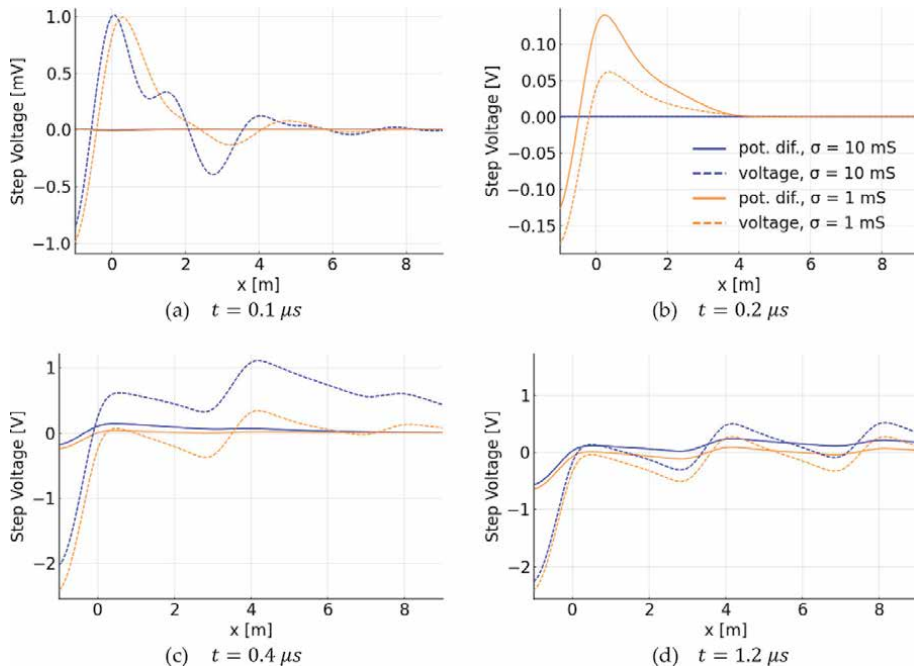 Step Voltage [mV]
1.0
0.5
0.0
−0.5
−1.0
0 2 4 6 8
x [m]
(a) t = 0.1 μs
Step Voltage [V]
0.10
0.05
0.00
−0.05
−0.10
−0.15
pot. dif., σ = 10 mS
voltage, σ = 10 mS
pot. dif., σ = 1 mS
voltage, σ = 1 mS
0 2 4 6 8
x [m]
(b) t = 0.2 μs
Step Voltage [V]
1
0
−1
−2
0 2 4 6 8
x [m]
(c) t = 0.4 μs
Step Voltage [V]
1
0
−1
−2
0 2 4 6 8
x [m]
(d) t = 1.2 μs